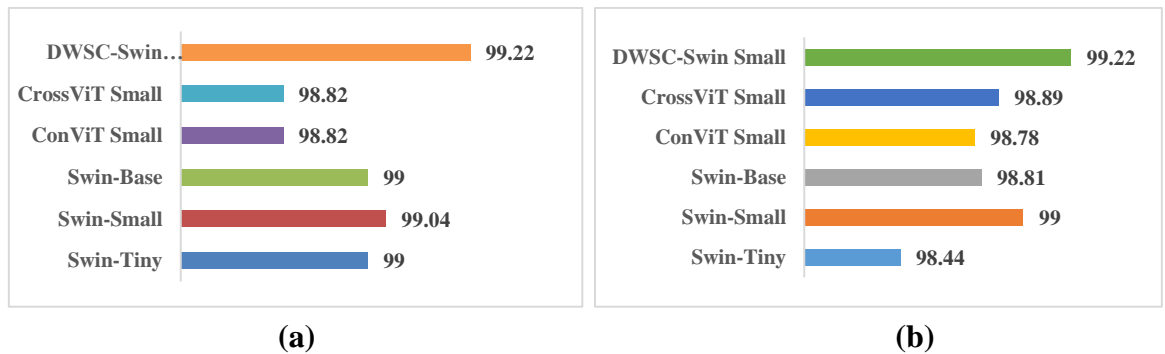 DWSC-Swin… 99.22
CrossViT Small 98.82
ConViT Small 98.82
Swin-Base 99
Swin-Small 99.04
Swin-Tiny 99
(a)
DWSC-Swin Small 99.22
CrossViT Small 98.89
ConViT Small 98.78
Swin-Base 98.81
Swin-Small 99
Swin-Tiny 98.44
(b)